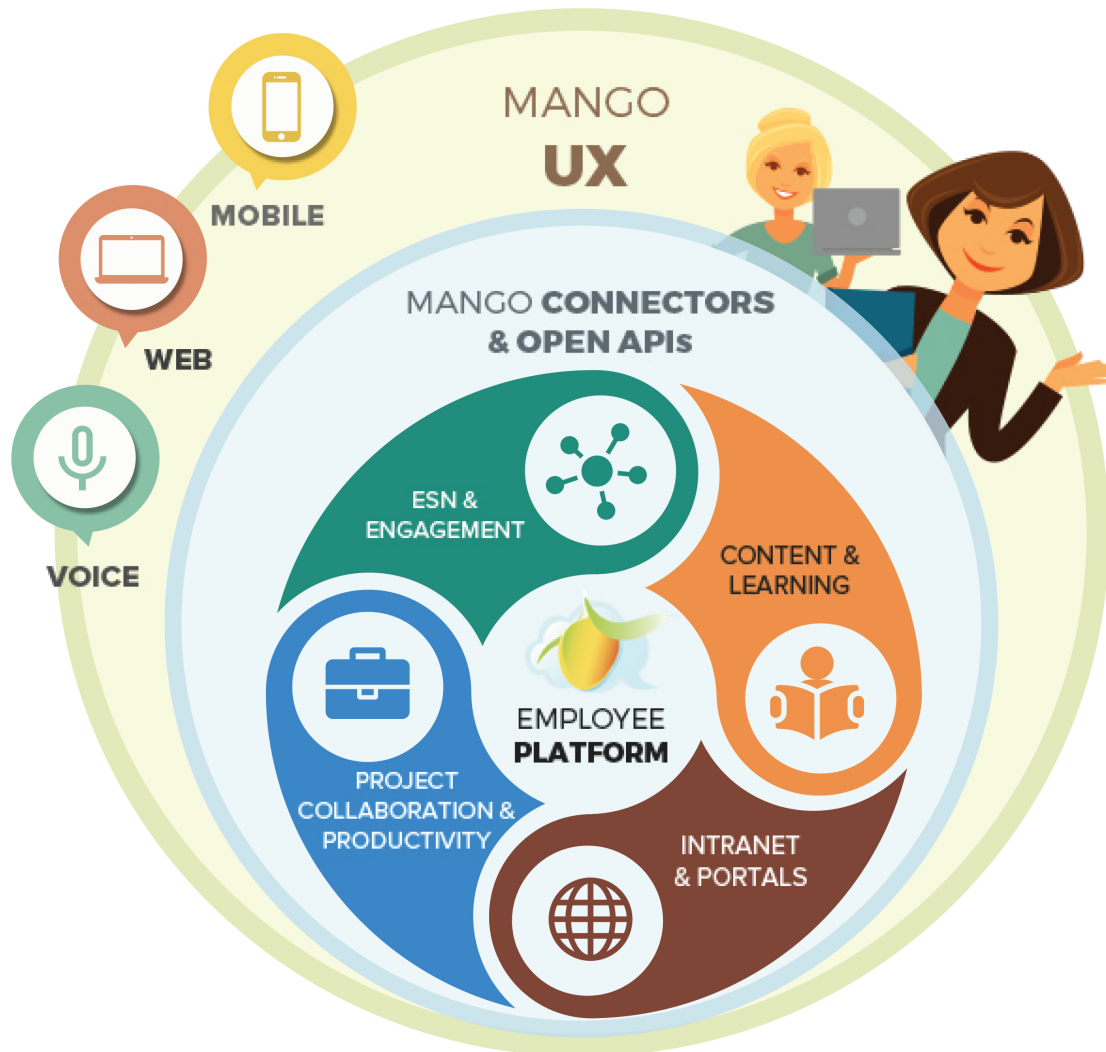 MANGO
UX
MOBILE
WEB
VOICE
MANGO CONNECTORS
& OPEN APIs
ESN &
ENGAGEMENT
CONTENT &
LEARNING
EMPLOYEE
PLATFORM
PROJECT
COLLABORATION &
PRODUCTIVITY
INTRANET
& PORTALS